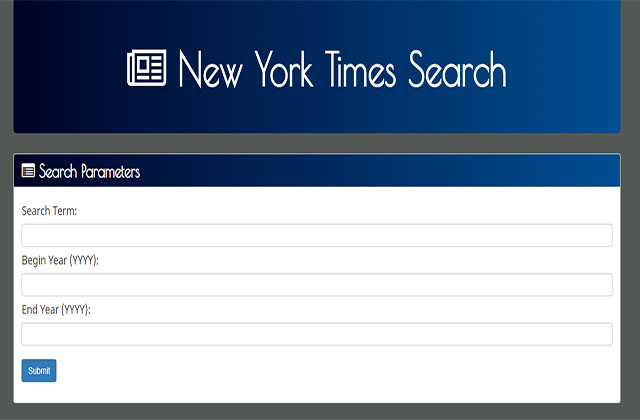 New York Times Search
Search Parameters
Search Term:
Begin Year (YYYY):
End Year (YYYY):
Submit